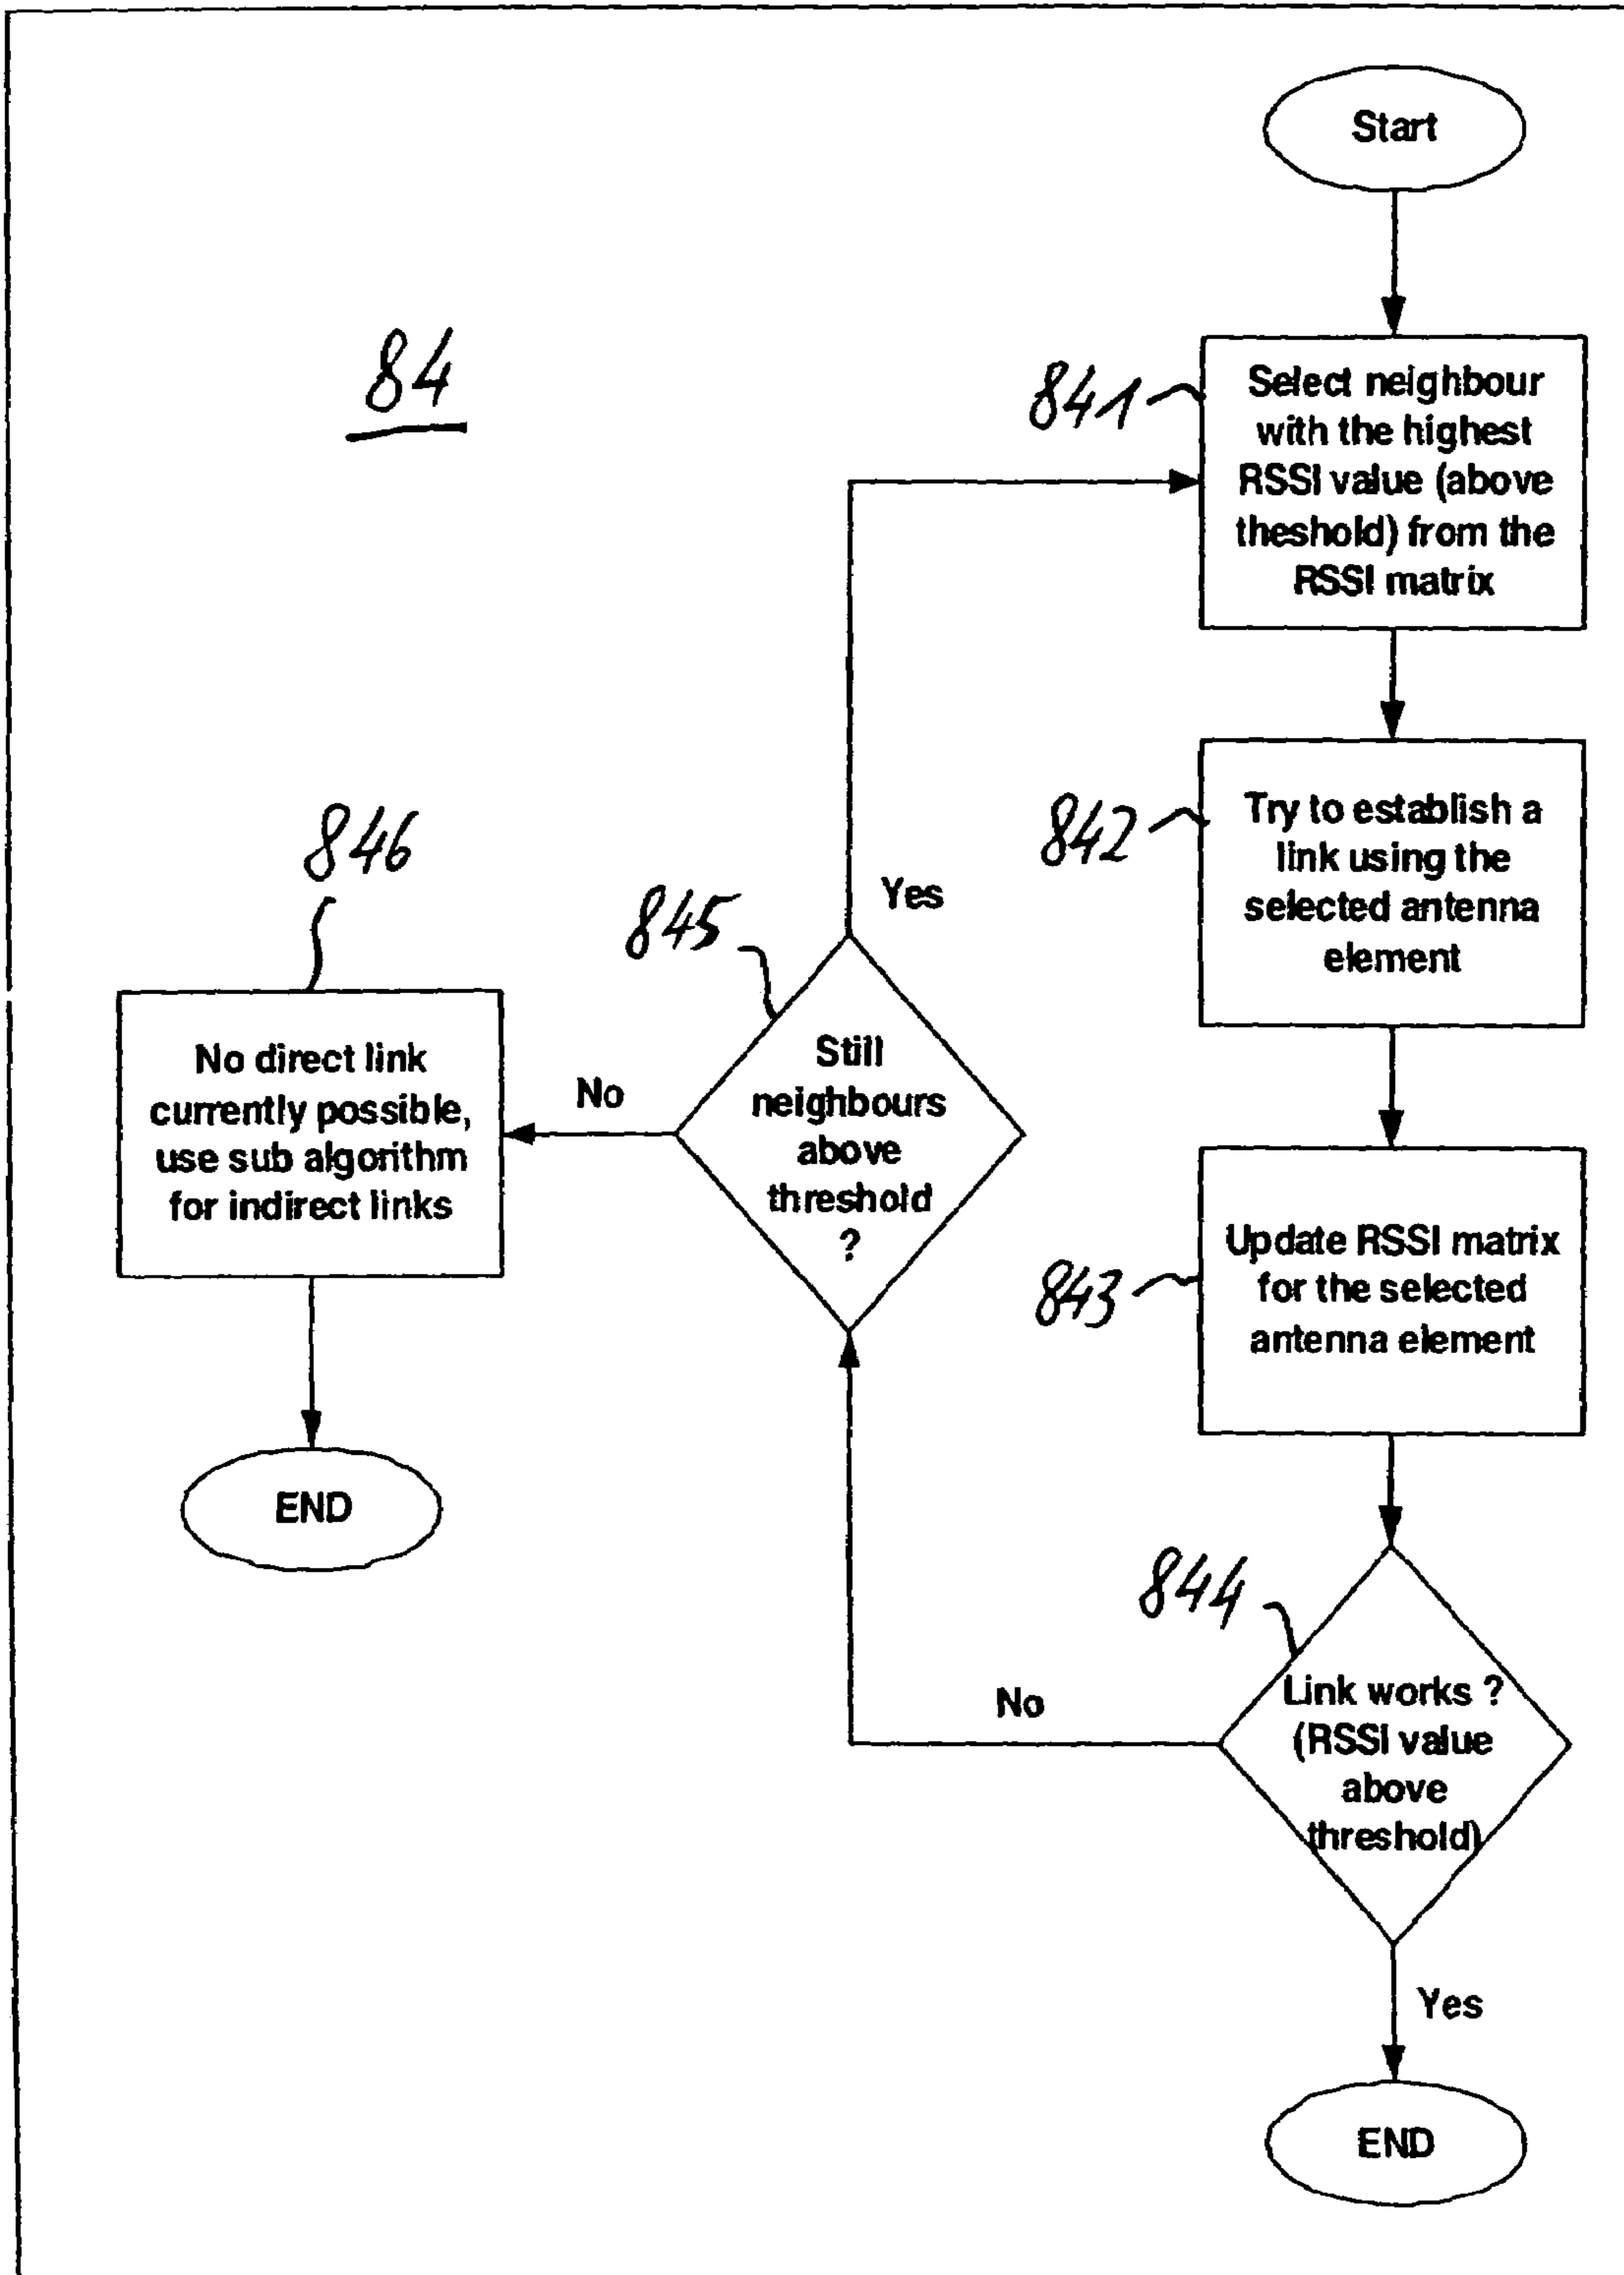 Start
84
841
Select neighbour
with the highest
RSSI value (above
theshold) from the
RSSI matrix
842
Try to establish a
link using the
selected antenna
element
846
845
Yes
No direct link
currently possible,
use sub algorithm
for indirect links
No
Still
neighbours
above
threshold
?
843
Update RSSI matrix
for the selected
antenna element
END
844
No
Link works ?
(RSSI value
above
threshold)
Yes
END